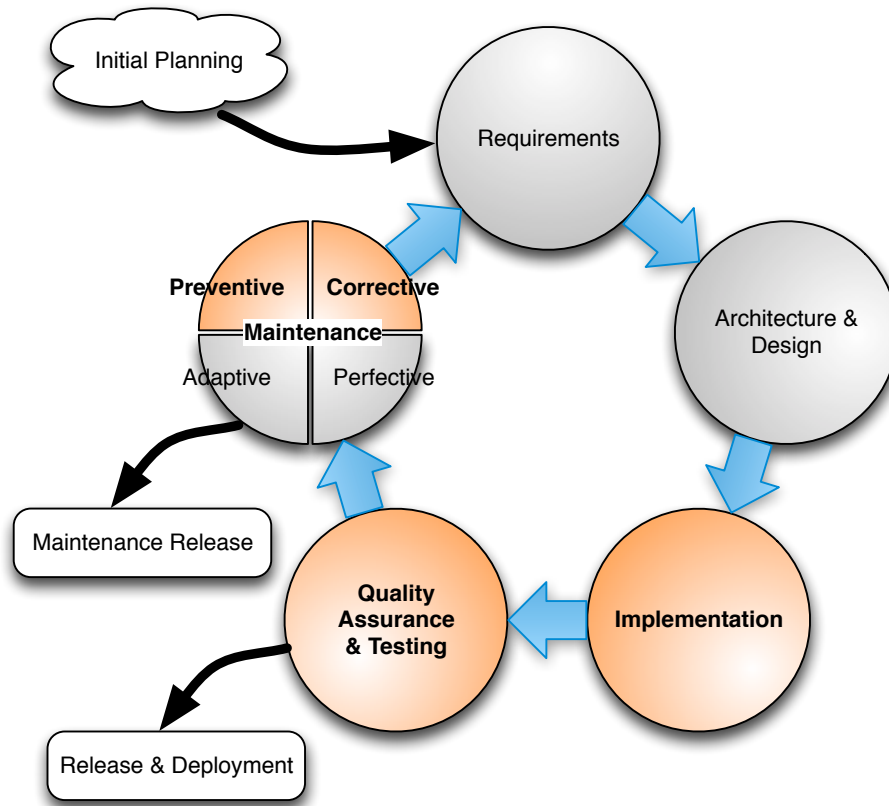 Initial Planning
Requirements
Architecture &
Design
Preventive
Corrective
Maintenance
Adaptive
Perfective
Maintenance Release
Quality
Assurance
& Testing
Implementation
Release & Deployment